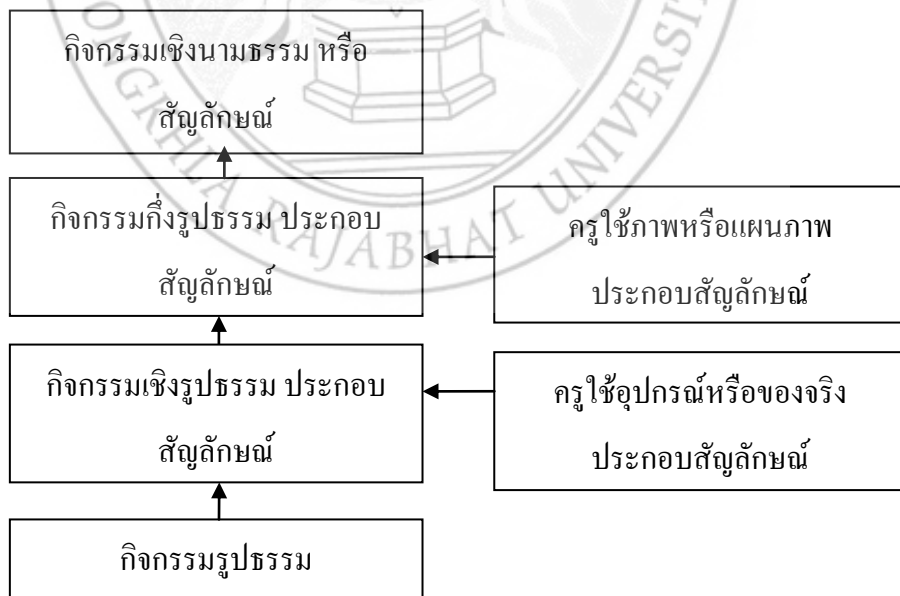 กิจกรรมเชิงนามธรรม หรือ
สัญลักษณ์
กิจกรรมกึ่งรูปธรรม ประกอบ
สัญลักษณ์
ครูใช้ภาพหรือแผนภาพ
ประกอบสัญลักษณ์
กิจกรรมเชิงรูปธรรม ประกอบ
สัญลักษณ์
ครูใช้อุปกรณ์หรือของจริง
ประกอบสัญลักษณ์
กิจกรรมรูปธรรม
ONGKHLA RAJABHAT UNIVERSIT